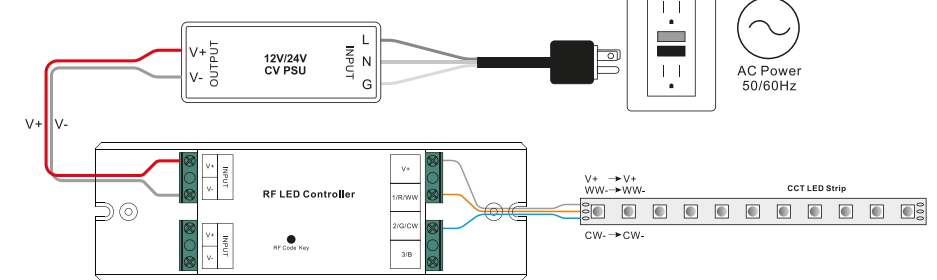 V+
V-
OUTPUT
12V/24V
CV PSU
INPUT
L
N
G
AC Power
50/60Hz
V+
V-
V+
V-
INPUT
V+
V-
INPUT
RF LED Controller
RF Code Key
V+
1/R/WW
2/G/CW
3/B
V+ → V+
WW- → WW-
CW- → CW-
CCT LED Strip